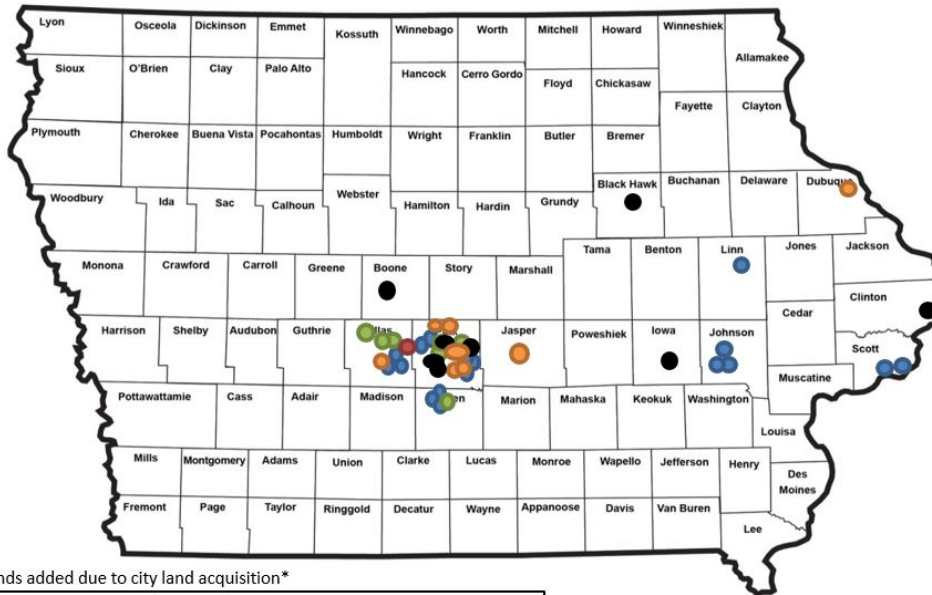 Lyon Osceola Dickinson Emmet Kossuth Winnebago Worth Mitchell Howard Winneshiek Allamakee
Sioux O'Brien Clay Palo Alto Hancock Cerro Gordo Floyd Chickasaw
Fayette Clayton
Plymouth Cherokee Buena Vista Pocahontas Humboldt Wright Franklin Butler Bremer
Woodbury Ida Sac Calhoun Webster Hamilton Hardin Grundy Black Hawk Buchanan Delaware Dubuque
Monona Crawford Carroll Greene Boone Story Marshall Tama Benton Linn Jones Jackson
Clinton
Harrison Shelby Audubon Guthrie llas Jasper Poweshiek Iowa Johnson Cedar Scott
Muscatine
Pottawattamie Cass Adair Madison en Marion Mahaska Keokuk Washington
Louisa
Mills Montgomery Adams Union Clarke Lucas Monroe Wapello Jefferson Henry Des Moines
Fremont Page Taylor Ringgold Decatur Wayne Appanoose Davis Van Buren Lee
nds added due to city land acquisition*